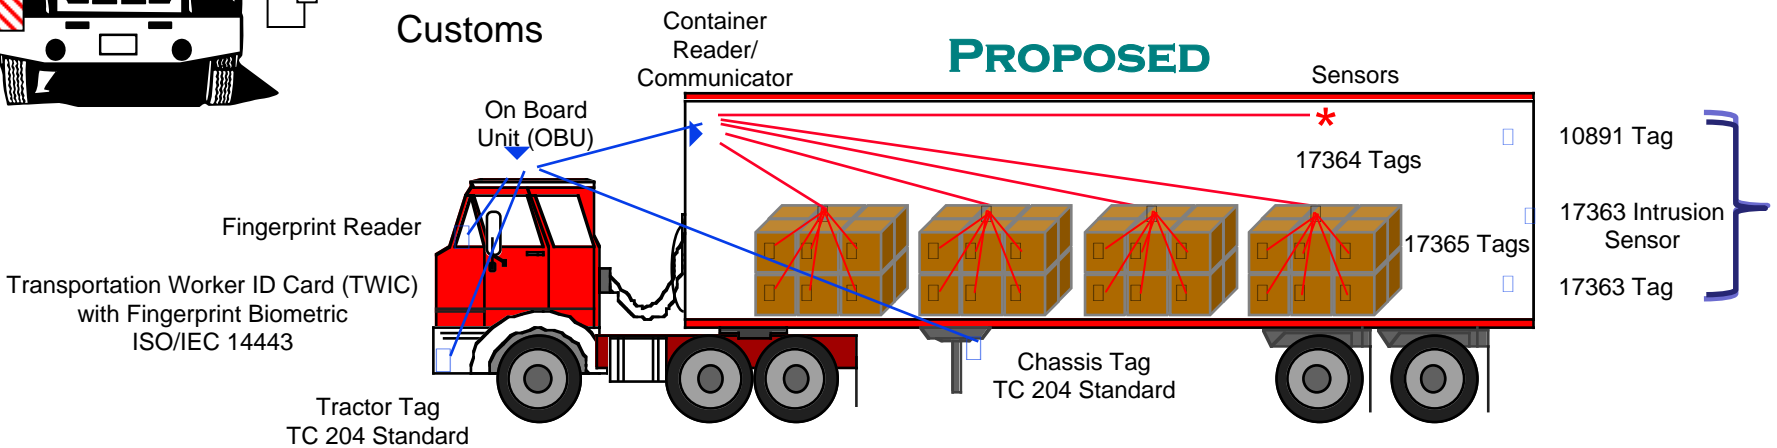 Customs
Container
Reader/
Communicator
PROPOSED
Sensors
On Board
Unit (OBU)
10891 Tag
17364 Tags
Fingerprint Reader
17363 Intrusion
Sensor
17365 Tags
Transportation Worker ID Card (TWIC)
with Fingerprint Biometric
ISO/IEC 14443
17363 Tag
Chassis Tag
TC 204 Standard
Tractor Tag
TC 204 Standard